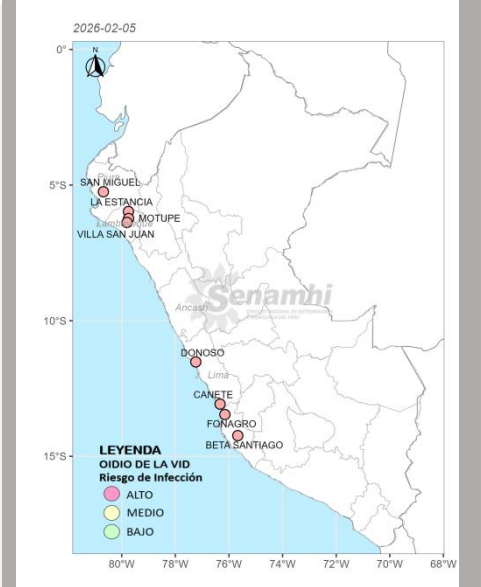 2026-02-05
0°
N
Piura
SAN MIGUEL
5°S
LA ESTANCIA
MOTUPE
VILLA SAN JUAN
Senamhi
Ancash
10°S
DONOSO
Lima
CANETE
FONAGRO
BETA SANTIAGO
LEYENDA
OIDIO DE LA VID
15°S
Riesgo de Infección
ALTO
MEDIO
BAJO
80°W 78°W 76°W 74°W 72°W 70°W 68°W